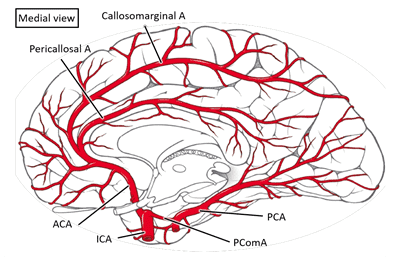 Medial view
Callosomarginal A
Pericallosal A
ACA
ICA
PComA
PCA